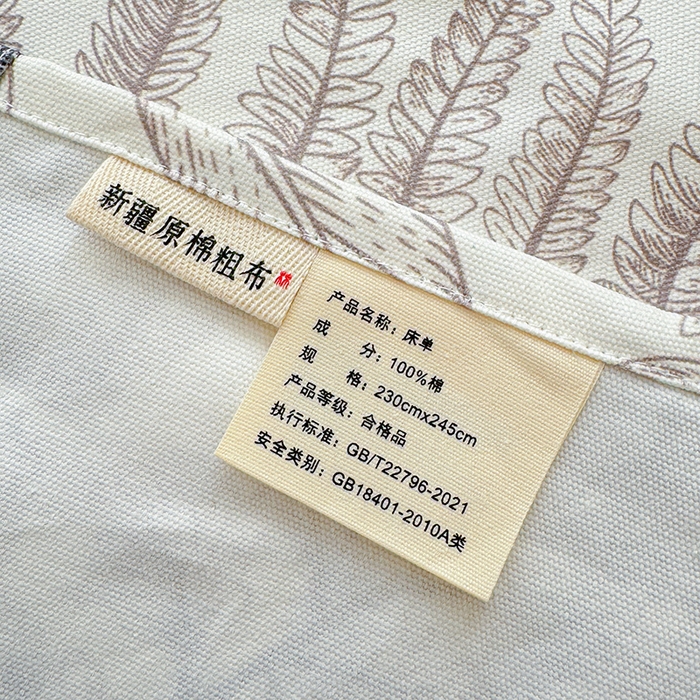 新疆原棉粗布
产品名称：床单
成 分：100%棉
规 格：230cmx245cm
产品等级：合格品
执行标准：GB/T22796-2021
安全类别：GB18401-2010A类